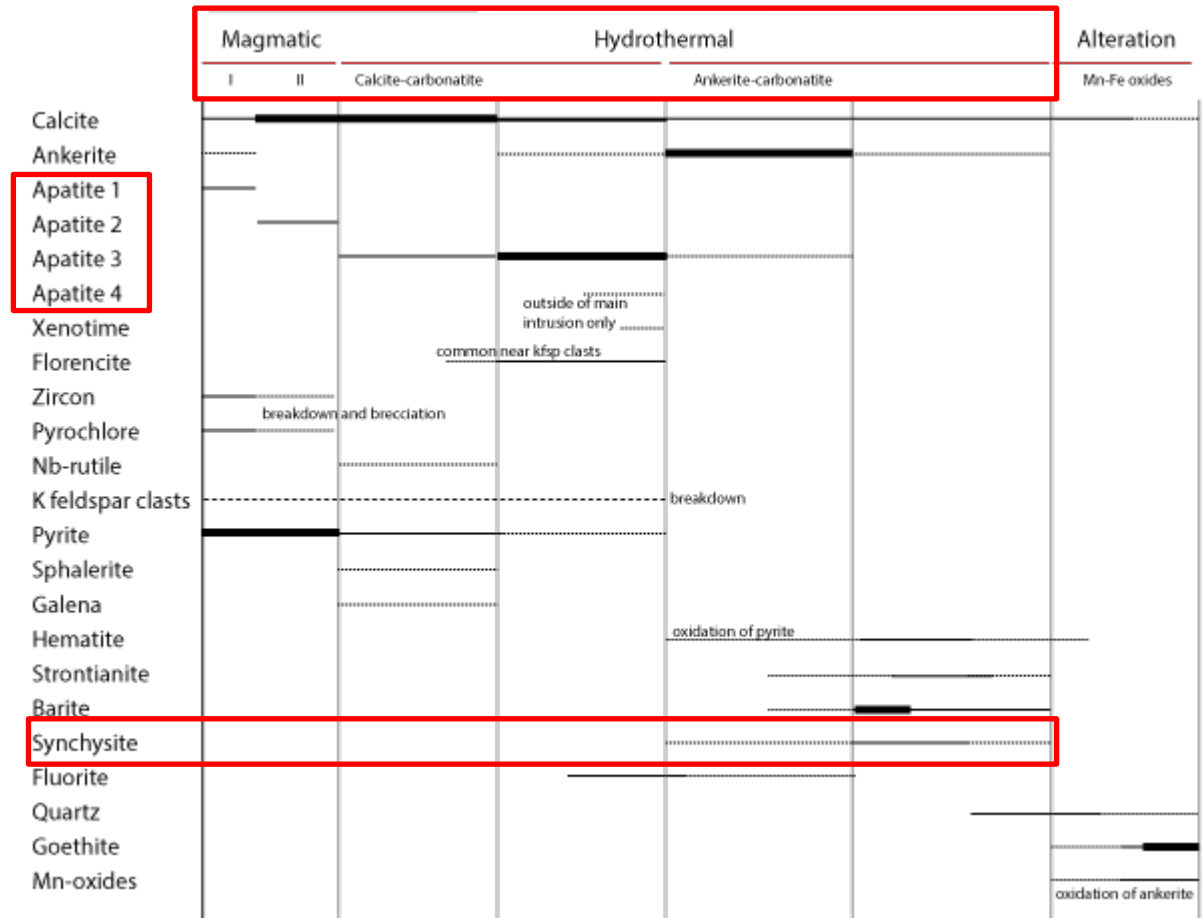 Magmatic Hydrothermal Alteration
I II Calcite-carbonatite Ankerite-carbonatite Mn-Fe oxides
Calcite
Ankerite
Apatite 1
Apatite 2
Apatite 3
Apatite 4
outside of main
Xenotime intrusion only
Florencite common near kfsp clasts
Zircon
breakdown and brecciation
Pyrochlore
Nb-rutile
K feldspar clasts breakdown
Pyrite
Sphalerite
Galena
Hematite oxidation of pyrite
Strontianite
Barite
Synchysite
Fluorite
Quartz
Goethite
Mn-oxides
oxidation of ankerite